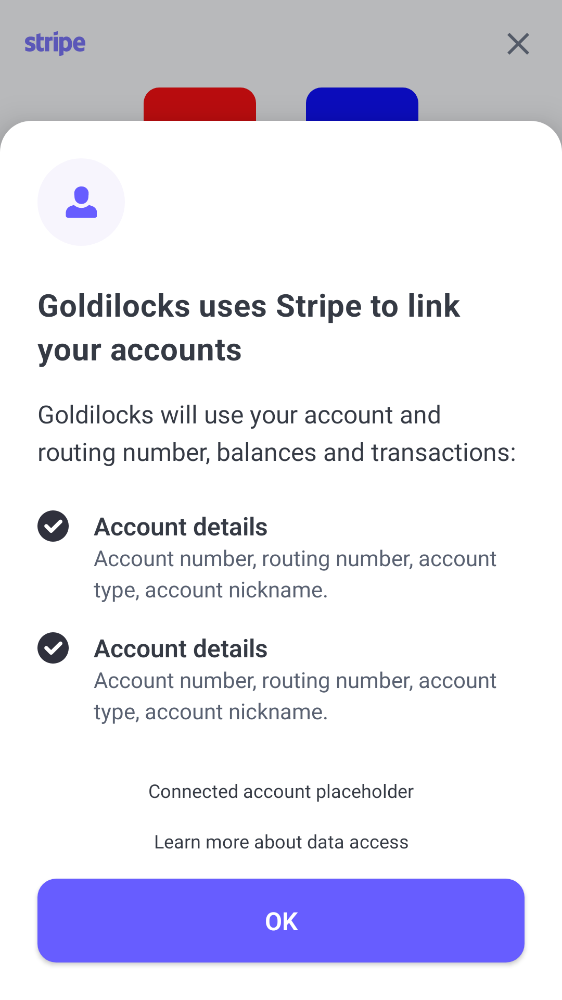 stripe
Goldilocks uses Stripe to link
your accounts
Goldilocks will use your account and
routing number, balances and transactions:
Account details
Account number, routing number, account
type, account nickname.
Account details
Account number, routing number, account
type, account nickname.
Connected account placeholder
Learn more about data access
OK